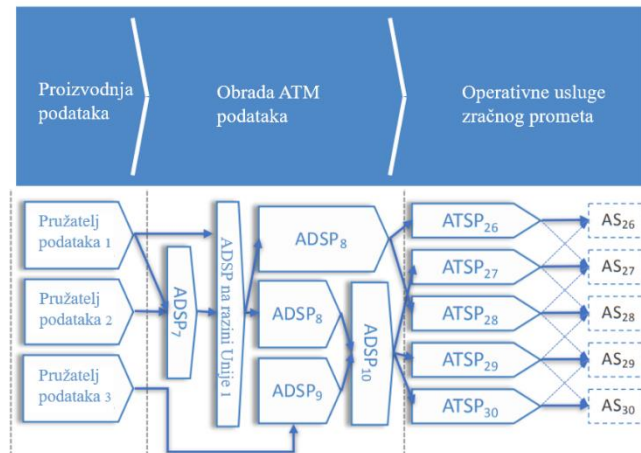 Proizvodnja
podataka
Obrada ATM
podataka
Operativne usluge
zračnog prometa
Pružatelj
podataka 1
Pružatelj
podataka 2
Pružatelj
podataka 3
ADSP7
ADSP na razini Unije 1
ADSP8
ADSP8
ADSP9
ADSP10
ATSP26
ATSP27
ATSP28
ATSP29
ATSP30
AS26
AS27
AS28
AS29
AS30